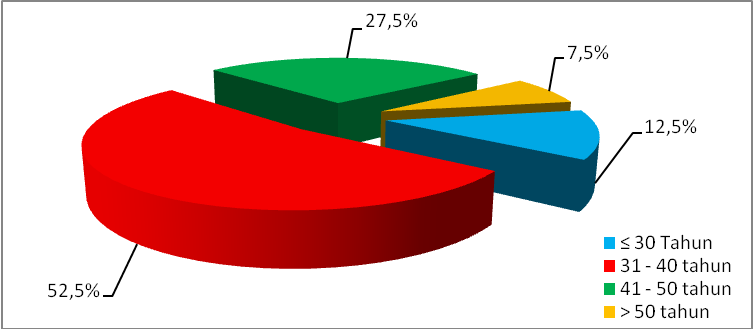 27,5%
7,5%
12,5%
52,5%
≤ 30 Tahun
31 - 40 tahun
41 - 50 tahun
> 50 tahun